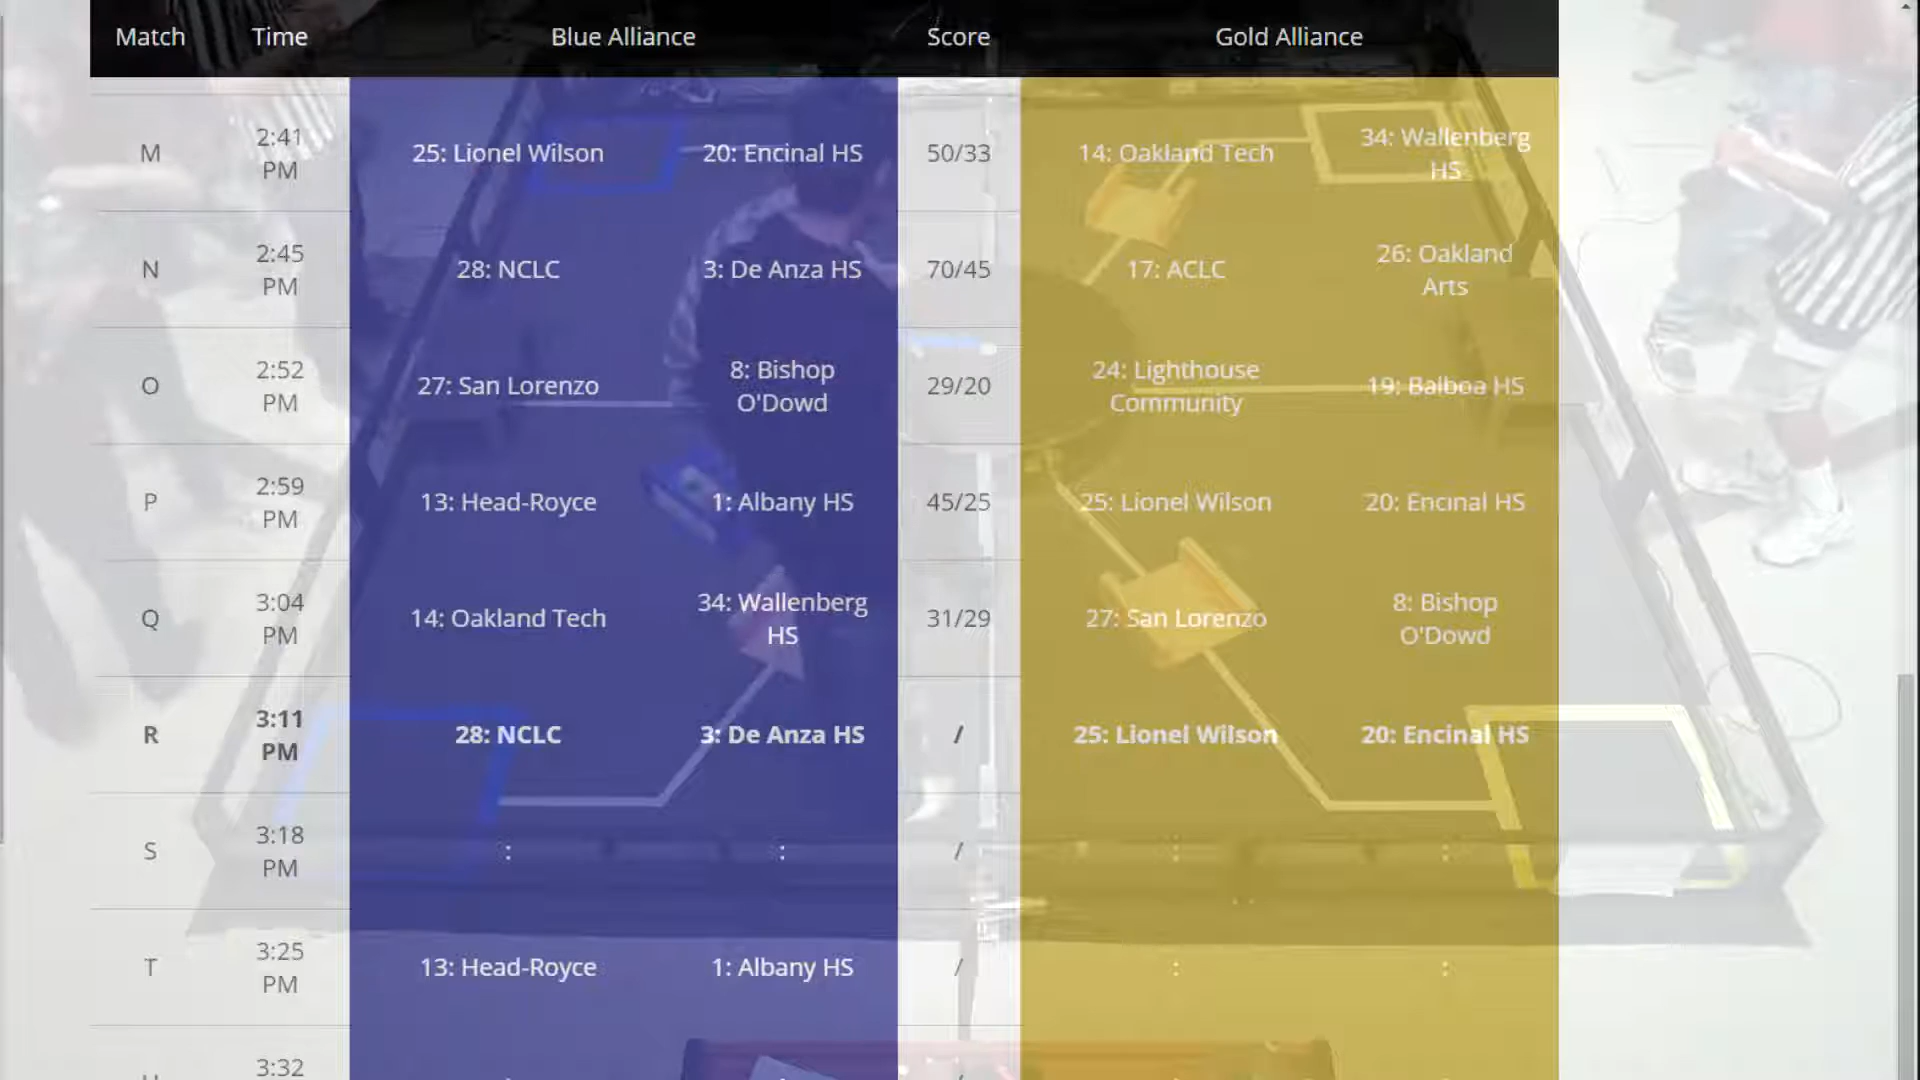 Match Time Blue Alliance Score Gold Alliance
M 2:41 PM 25: Lionel Wilson 20: Encinal HS 50/33 14: Oakland Tech 34: Wallenberg HS
N 2:45 PM 28: NCLC 3: De Anza HS 70/45 17: ACLC 26: Oakland Arts
O 2:52 PM 27: San Lorenzo 8: Bishop O'Dowd 29/20 24: Lighthouse Community 19: Balboa HS
P 2:59 PM 13: Head-Royce 1: Albany HS 45/25 25: Lionel Wilson 20: Encinal HS
Q 3:04 PM 14: Oakland Tech 34: Wallenberg HS 31/29 27: San Lorenzo 8: Bishop O'Dowd
R 3:11 PM 28: NCLC 3: De Anza HS / 25: Lionel Wilson 20: Encinal HS
S 3:18 PM : : / : :
T 3:25 PM 13: Head-Royce 1: Albany HS / : :
3:32